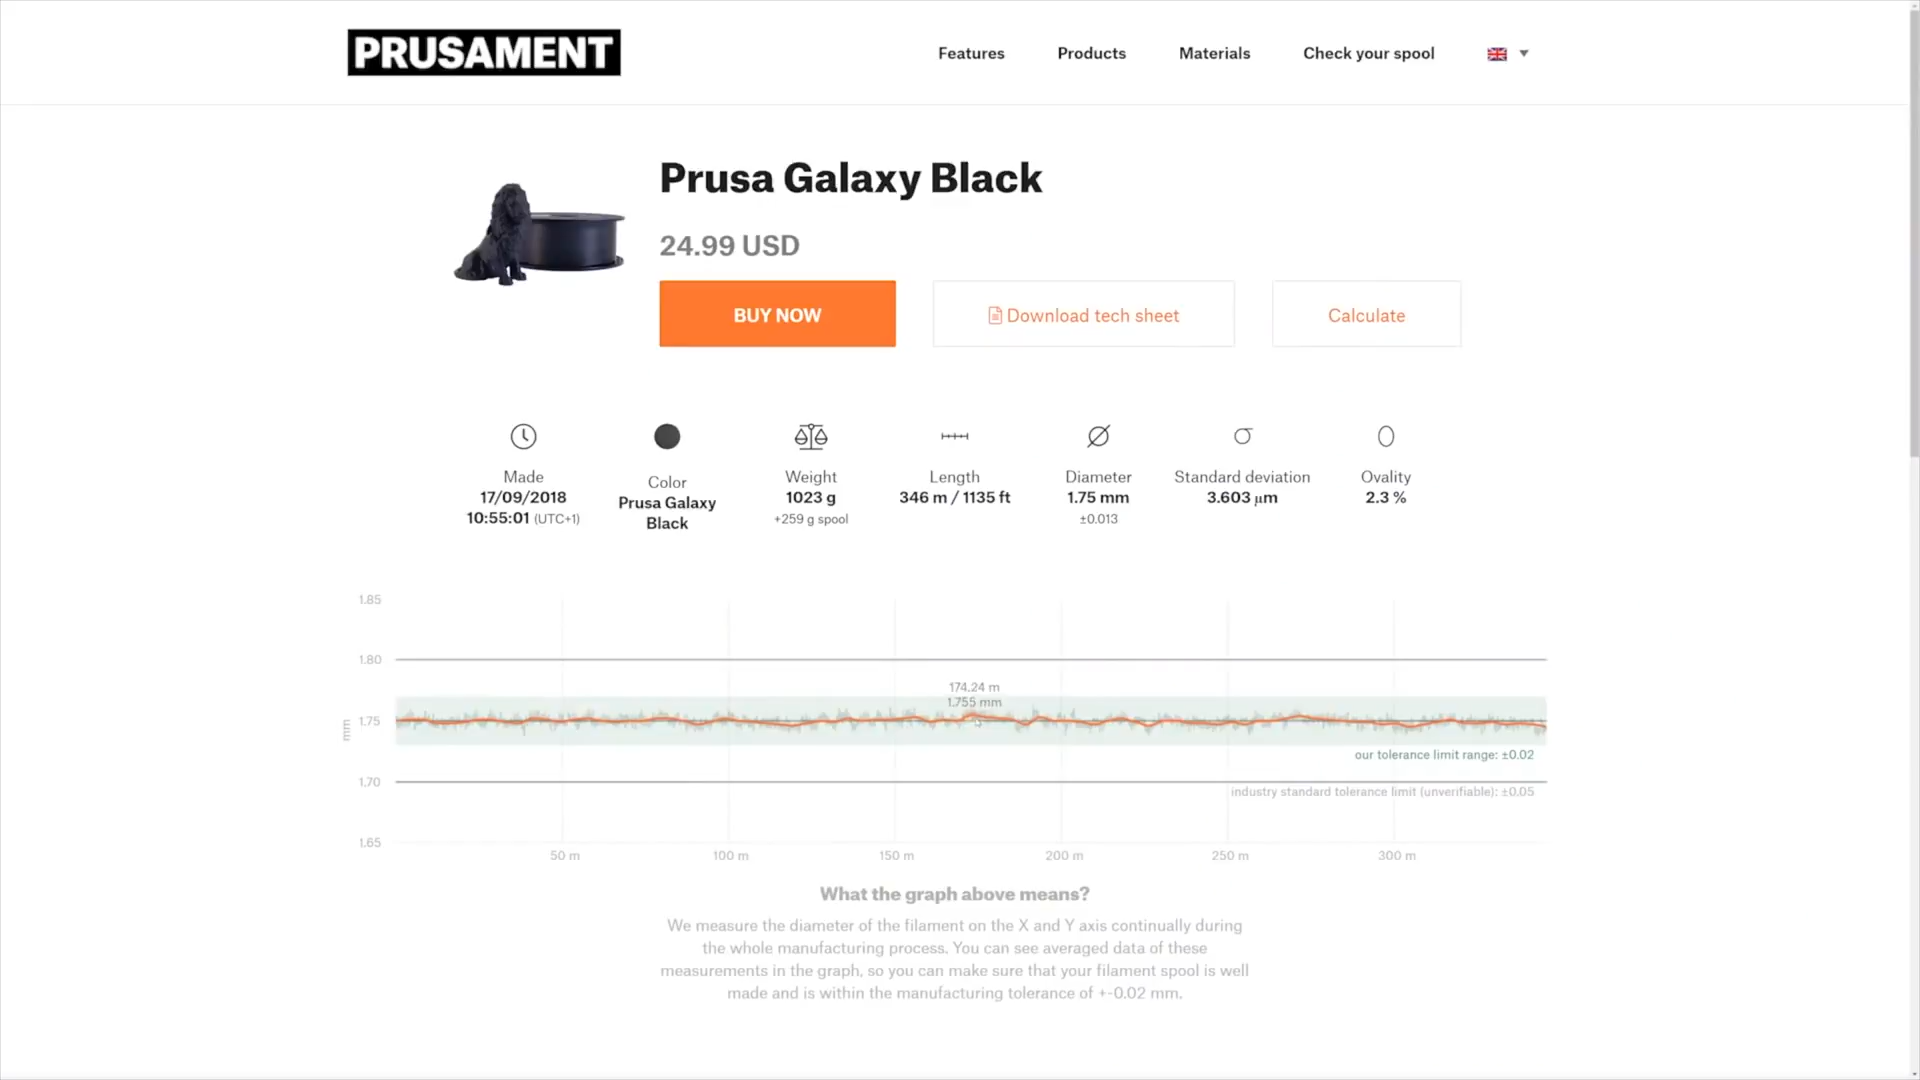 PRUSAMENT
Features Products Materials Check your spool
Prusa Galaxy Black
24.99 USD
BUY NOW Download tech sheet Calculate
Made
17/09/2018
10:55:01 (UTC+1)
Color
Prusa Galaxy
Black
Weight
1023 g
+259 g spool
Length
346 m / 1135 ft
Diameter
1.75 mm
±0.013
Standard deviation
3.603 μm
Ovality
2.3 %
1.85
1.80
174.24 m
1.755 mm
1.75
mm
our tolerance limit range: ±0.02
1.70
industry standard tolerance limit (unverifiable): ±0.05
1.65
50 m 100 m 150 m 200 m 250 m 300 m
What the graph above means?
We measure the diameter of the filament on the X and Y axis continually during
the whole manufacturing process. You can see averaged data of these
measurements in the graph, so you can make sure that your filament spool is well
made and is within the manufacturing tolerance of +-0.02 mm.